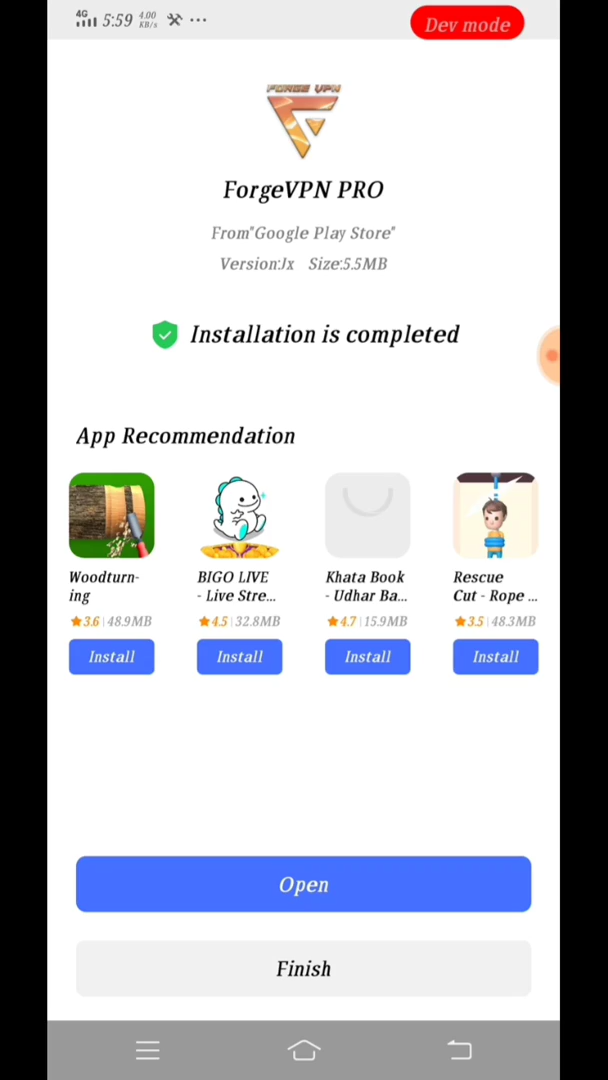 4G 5:59 4.00 KB/s ...
Dev mode
FORGE VPN
ForgeVPN PRO
From"Google Play Store"
Version:Jx Size:5.5MB
Installation is completed
App Recommendation
Woodturn-
ing
3.6 | 48.9MB
Install
BIGO LIVE
- Live Stre...
4.5 | 32.8MB
Install
Khata Book
- Udhar Ba...
4.7 | 15.9MB
Install
Rescue
Cut - Rope ...
3.5 | 48.3MB
Install
Open
Finish